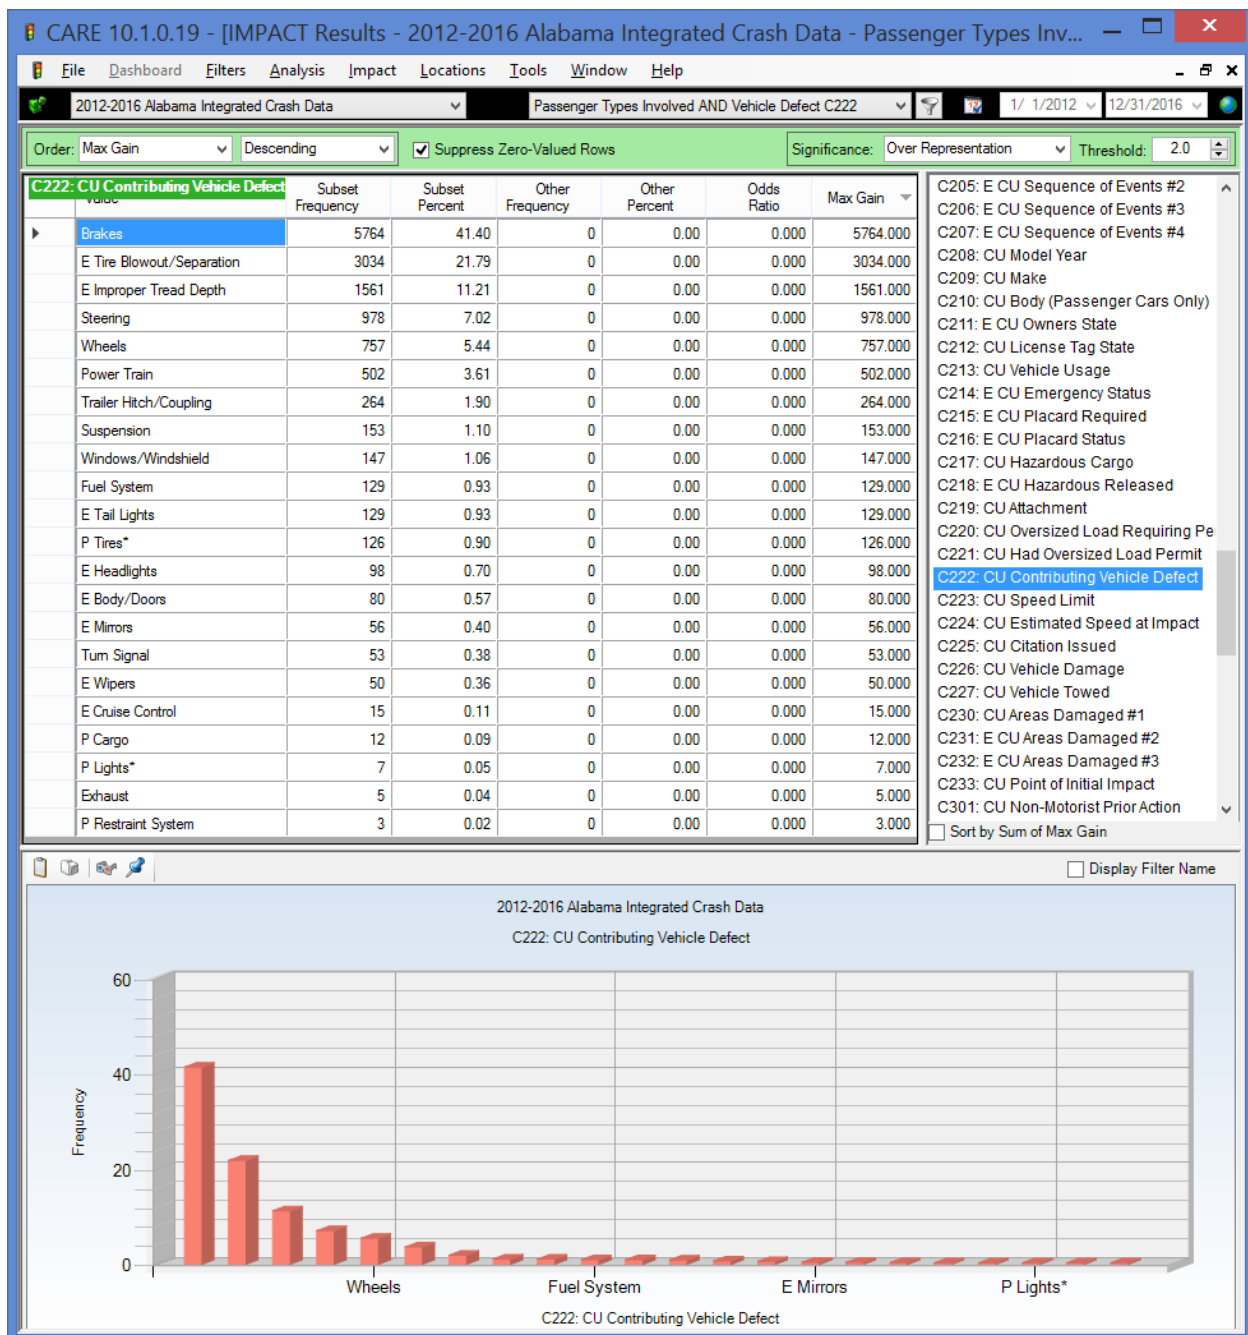 CARE 10.1.0.19 - [IMPACT Results - 2012-2016 Alabama Integrated Crash Data - Passenger Types Inv...
File Dashboard Filters Analysis Impact Locations Tools Window Help
2012-2016 Alabama Integrated Crash Data Passenger Types Involved AND Vehicle Defect C222 1/ 1/2012 12/31/2016
Order: Max Gain Descending Suppress Zero-Valued Rows Significance: Over Representation Threshold: 2.0
C222: CU Contributing Vehicle Defect
Value Subset Frequency Subset Percent Other Frequency Other Percent Odds Ratio Max Gain
Brakes 5764 41.40 0 0.00 0.000 5764.000
E Tire Blowout/Separation 3034 21.79 0 0.00 0.000 3034.000
E Improper Tread Depth 1561 11.21 0 0.00 0.000 1561.000
Steering 978 7.02 0 0.00 0.000 978.000
Wheels 757 5.44 0 0.00 0.000 757.000
Power Train 502 3.61 0 0.00 0.000 502.000
Trailer Hitch/Coupling 264 1.90 0 0.00 0.000 264.000
Suspension 153 1.10 0 0.00 0.000 153.000
Windows/Windshield 147 1.06 0 0.00 0.000 147.000
Fuel System 129 0.93 0 0.00 0.000 129.000
E Tail Lights 129 0.93 0 0.00 0.000 129.000
P Tires* 126 0.90 0 0.00 0.000 126.000
E Headlights 98 0.70 0 0.00 0.000 98.000
E Body/Doors 80 0.57 0 0.00 0.000 80.000
E Mirrors 56 0.40 0 0.00 0.000 56.000
Turn Signal 53 0.38 0 0.00 0.000 53.000
E Wipers 50 0.36 0 0.00 0.000 50.000
E Cruise Control 15 0.11 0 0.00 0.000 15.000
P Cargo 12 0.09 0 0.00 0.000 12.000
P Lights* 7 0.05 0 0.00 0.000 7.000
Exhaust 5 0.04 0 0.00 0.000 5.000
P Restraint System 3 0.02 0 0.00 0.000 3.000
C205: E CU Sequence of Events #2
C206: E CU Sequence of Events #3
C207: E CU Sequence of Events #4
C208: CU Model Year
C209: CU Make
C210: CU Body (Passenger Cars Only)
C211: E CU Owners State
C212: CU License Tag State
C213: CU Vehicle Usage
C214: E CU Emergency Status
C215: E CU Placard Required
C216: E CU Placard Status
C217: CU Hazardous Cargo
C218: E CU Hazardous Released
C219: CU Attachment
C220: CU Oversized Load Requiring Pe
C221: CU Had Oversized Load Permit
C222: CU Contributing Vehicle Defect
C223: CU Speed Limit
C224: CU Estimated Speed at Impact
C225: CU Citation Issued
C226: CU Vehicle Damage
C227: CU Vehicle Towed
C230: CU Areas Damaged #1
C231: E CU Areas Damaged #2
C232: E CU Areas Damaged #3
C233: CU Point of Initial Impact
C301: CU Non-Motorist Prior Action
Sort by Sum of Max Gain
Display Filter Name
2012-2016 Alabama Integrated Crash Data
C222: CU Contributing Vehicle Defect
Frequency
60
40
20
0
Wheels Fuel System E Mirrors P Lights*
C222: CU Contributing Vehicle Defect